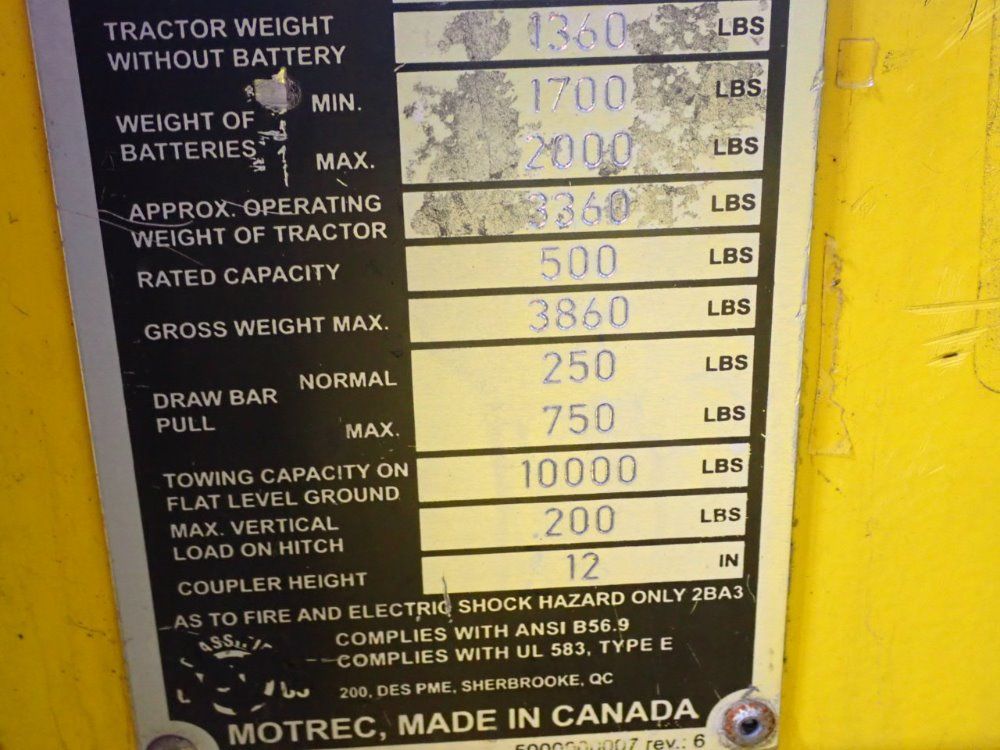 TRACTOR WEIGHT 1360 LBS
WITHOUT BATTERY
MIN. 1700 LBS
WEIGHT OF
BATTERIES
MAX. 2000 LBS
APPROX. OPERATING 3360 LBS
WEIGHT OF TRACTOR
RATED CAPACITY 500 LBS
GROSS WEIGHT MAX. 3860 LBS
NORMAL 250 LBS
DRAW BAR
PULL
MAX. 750 LBS
TOWING CAPACITY ON 10000 LBS
FLAT LEVEL GROUND
MAX. VERTICAL 200 LBS
LOAD ON HITCH
COUPLER HEIGHT 12 IN
AS TO FIRE AND ELECTRIC SHOCK HAZARD ONLY 2BA3
COMPLIES WITH ANSI B56.9
COMPLIES WITH UL 583, TYPE E
200, DES PME, SHERBROOKE, QC
MOTREC, MADE IN CANADA
rev.: 6